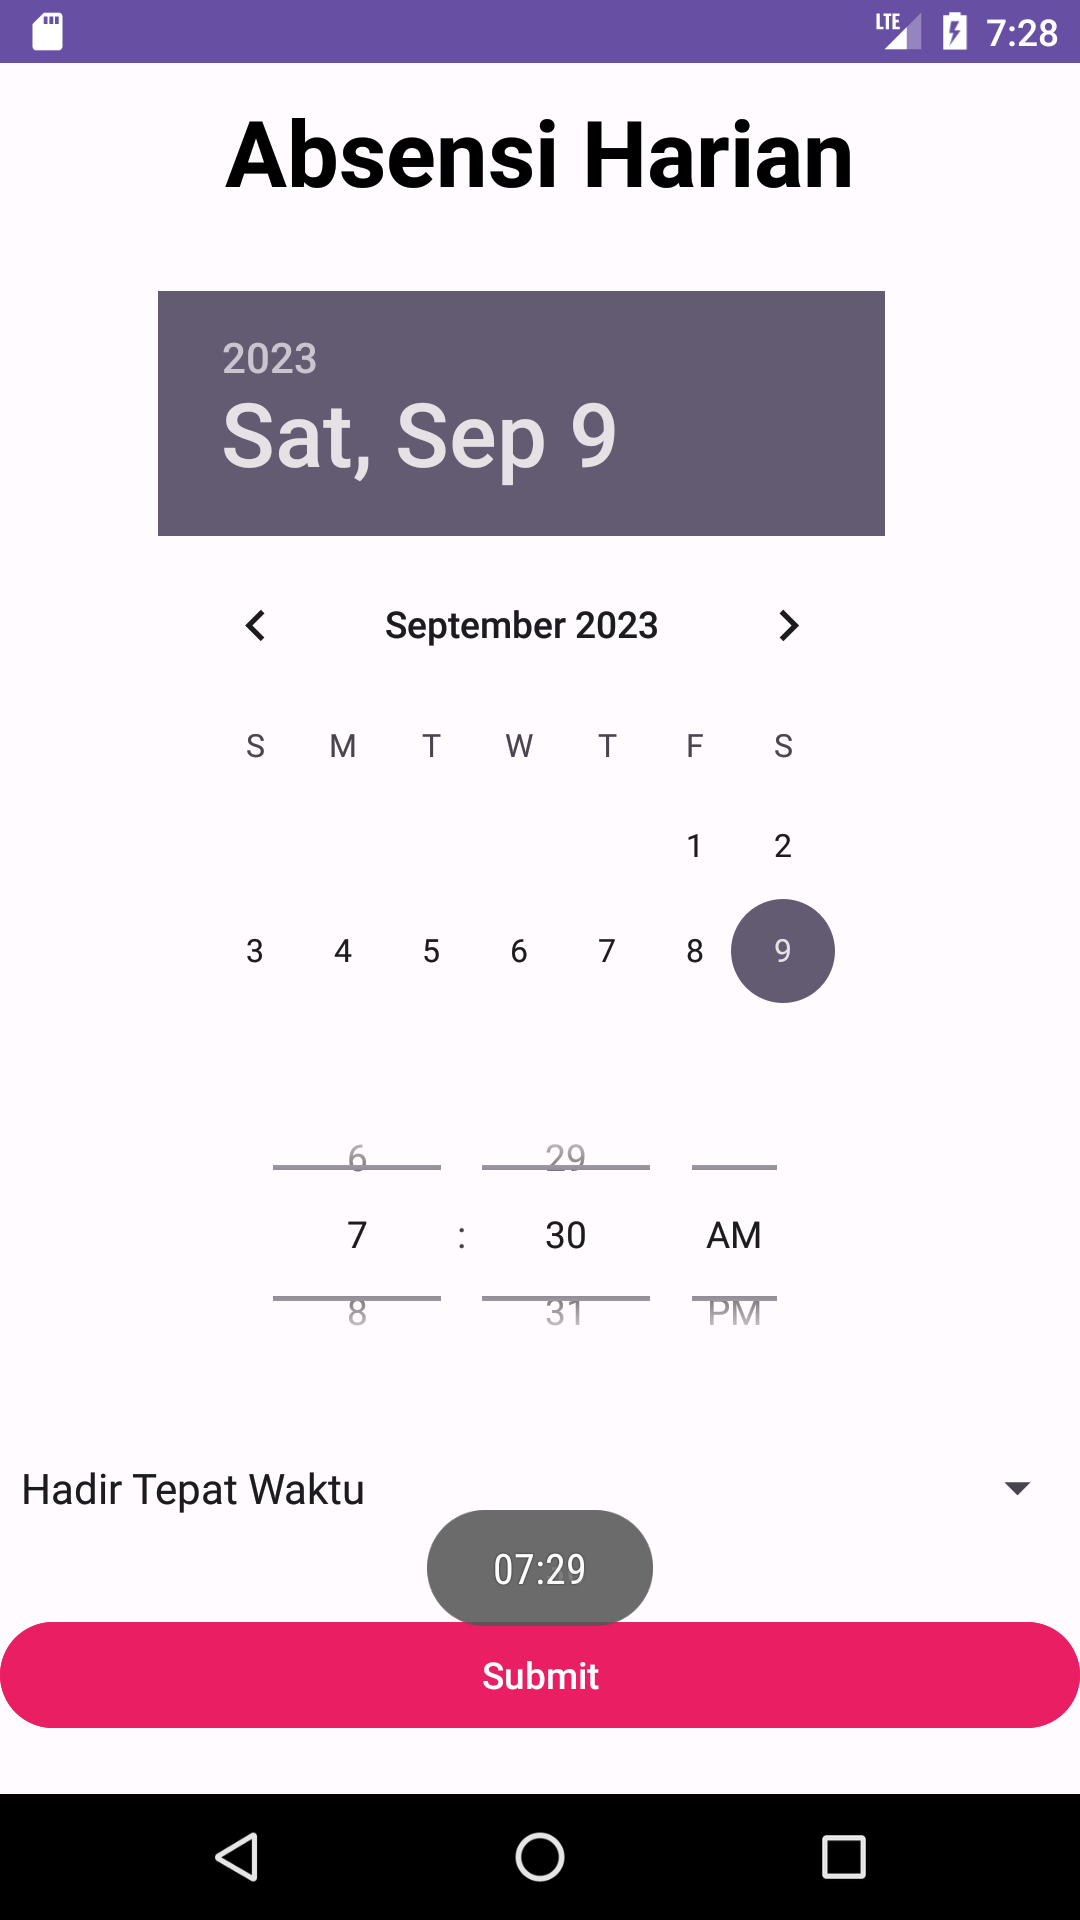 LTE 7:28
Absensi Harian
2023
Sat, Sep 9
September 2023
S M T W T F S
1 2
3 4 5 6 7 8 9
6 29
7 : 30 AM
8 31 PM
Hadir Tepat Waktu
07:29
Submit